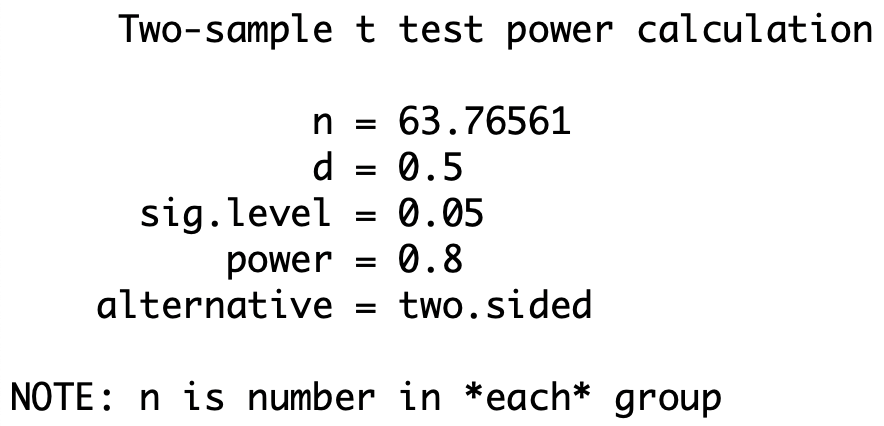 Two-sample t test power calculation
n = 63.76561
d = 0.5
sig.level = 0.05
power = 0.8
alternative = two.sided
NOTE: n is number in *each* group